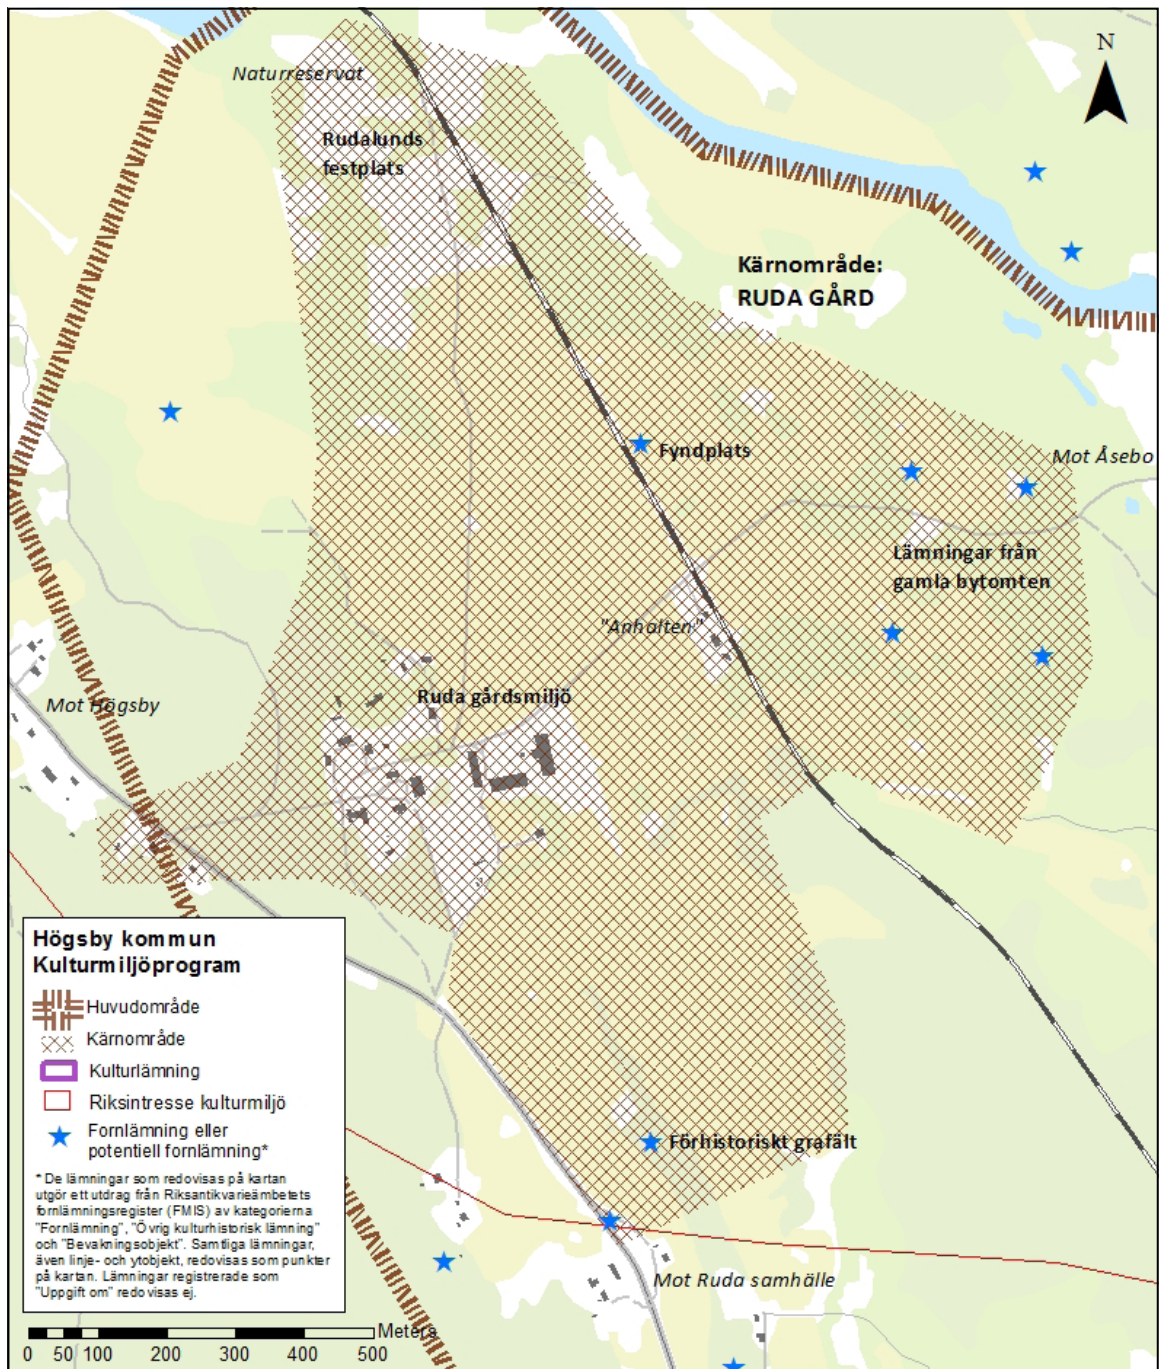 N
Naturreservat
Rudalunds
festplats
Kärnområde:
RUDA GÅRD
Fyndplats
Mot Åsebo
Lämningar från
gamla bytomten
"Anhalten"
Ruda gårdsmiljö
Mot Högsby
Förhistoriskt grafält
Mot Ruda samhälle
Högsby kommun
Kulturmiljöprogram
Huvudområde
Kärnområde
Kulturlämning
Riksintresse kulturmiljö
Fornlämning eller
potentiell fornlämning*
* De lämningar som redovisas på kartan
utgör ett utdrag från Riksantikvarieämbetets
fornlämningsregister (FMIS) av kategorierna
"Fornlämning", "Övrig kulturhistorisk lämning"
och "Bevakningsobjekt". Samtliga lämningar,
även linje- och ytobjekt, redovisas som punkter
på kartan. Lämningar registrerade som
"Uppgift om" redovisas ej.
Meters
0 50 100 200 300 400 500